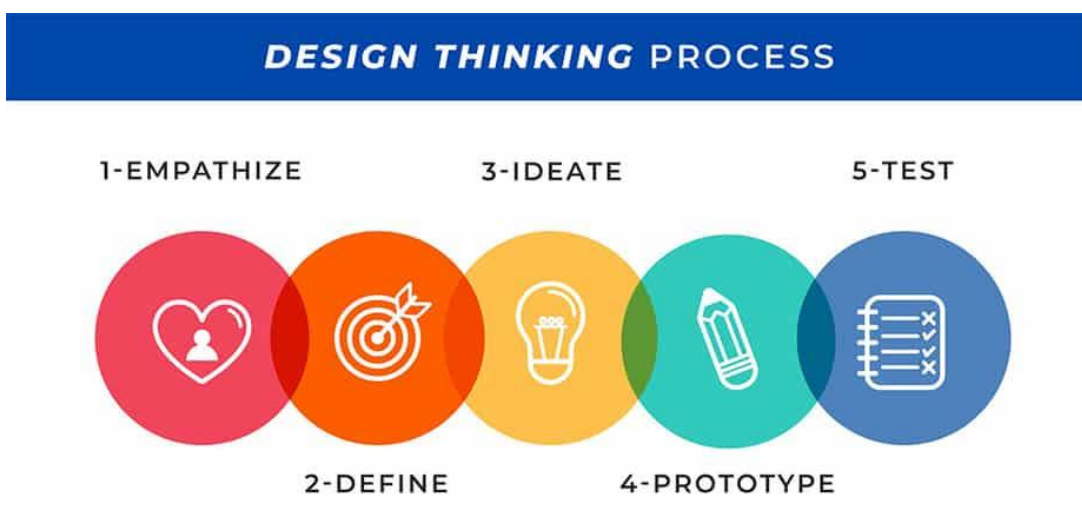 DESIGN THINKING PROCESS
1-EMPATHIZE
2-DEFINE
3-IDEATE
4-PROTOTYPE
5-TEST